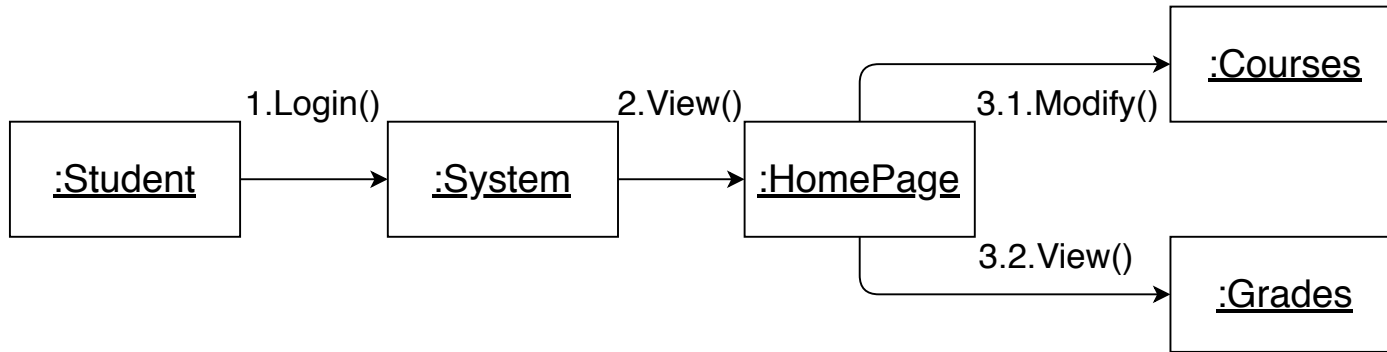 :Courses
1.Login()
2.View()
3.1.Modify()
:Student
:System
:HomePage
3.2.View()
:Grades